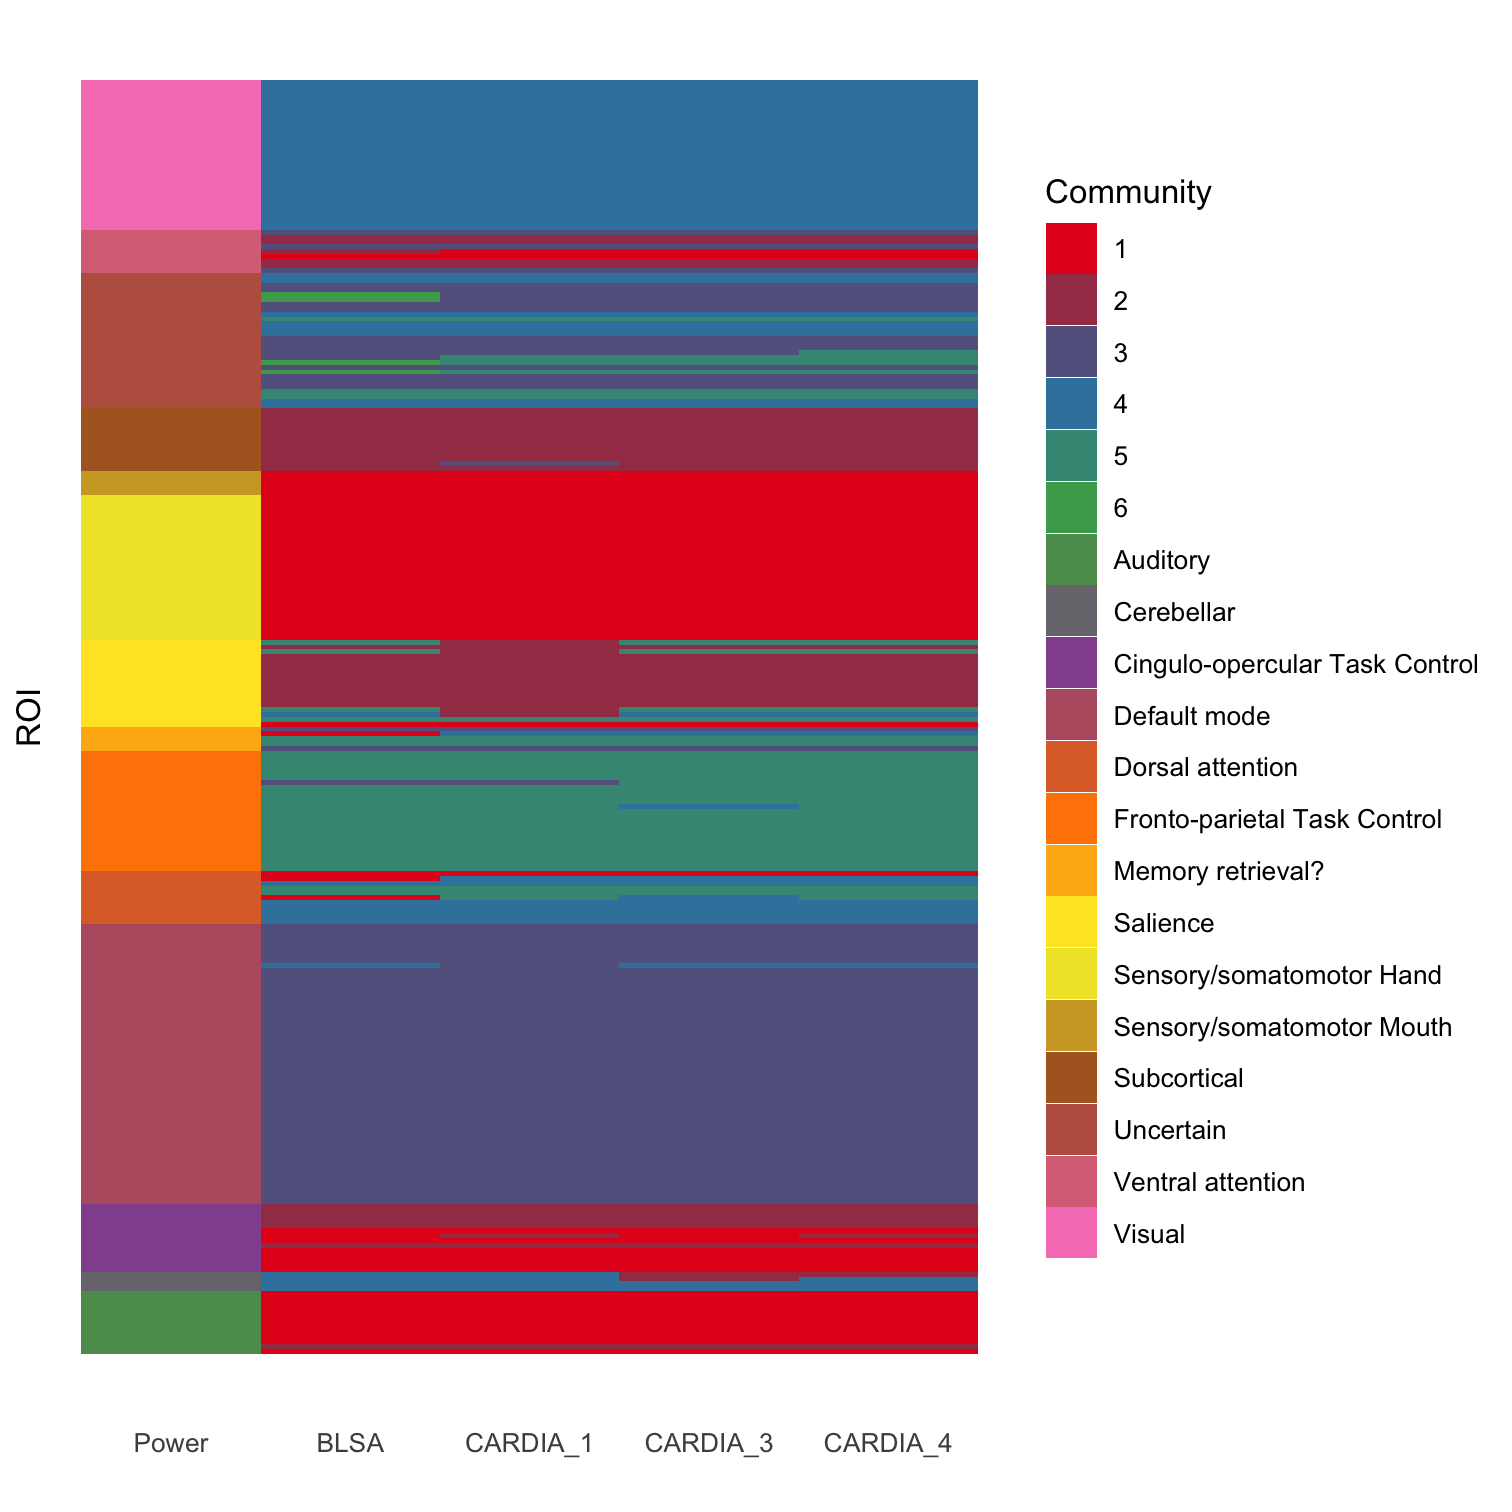 Community
1
2
3
4
5
6
Auditory
Cerebellar
Cingulo-opercular Task Control
Default mode
Dorsal attention
Fronto-parietal Task Control
Memory retrieval?
Salience
Sensory/somatomotor Hand
Sensory/somatomotor Mouth
Subcortical
Uncertain
Ventral attention
Visual
ROI
Power BLSA CARDIA_1 CARDIA_3 CARDIA_4